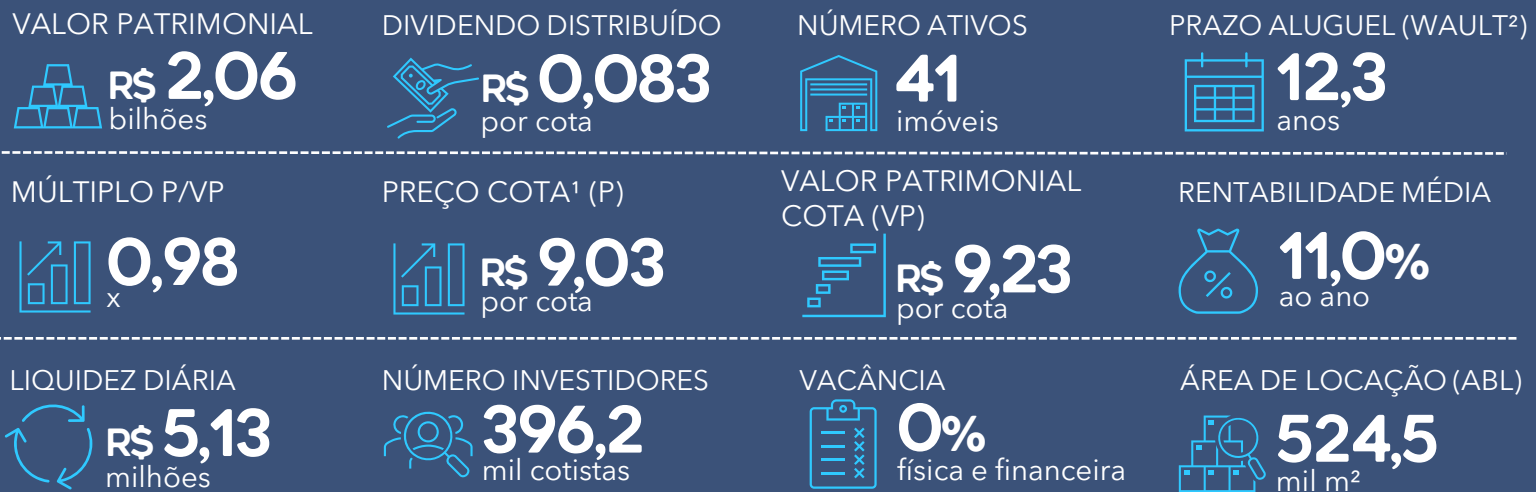 VALOR PATRIMONIAL
R$ 2,06
bilhões
DIVIDENDO DISTRIBUÍDO
R$ 0,083
por cota
NÚMERO ATIVOS
41
imóveis
PRAZO ALUGUEL (WAULT²)
12,3
anos
MÚLTIPLO P/VP
0,98
x
PREÇO COTA¹ (P)
R$ 9,03
por cota
VALOR PATRIMONIAL
COTA (VP)
R$ 9,23
por cota
RENTABILIDADE MÉDIA
11,0%
ao ano
LIQUIDEZ DIÁRIA
R$ 5,13
milhões
NÚMERO INVESTIDORES
396,2
mil cotistas
VACÂNCIA
0%
física e financeira
ÁREA DE LOCAÇÃO (ABL)
524,5
mil m²